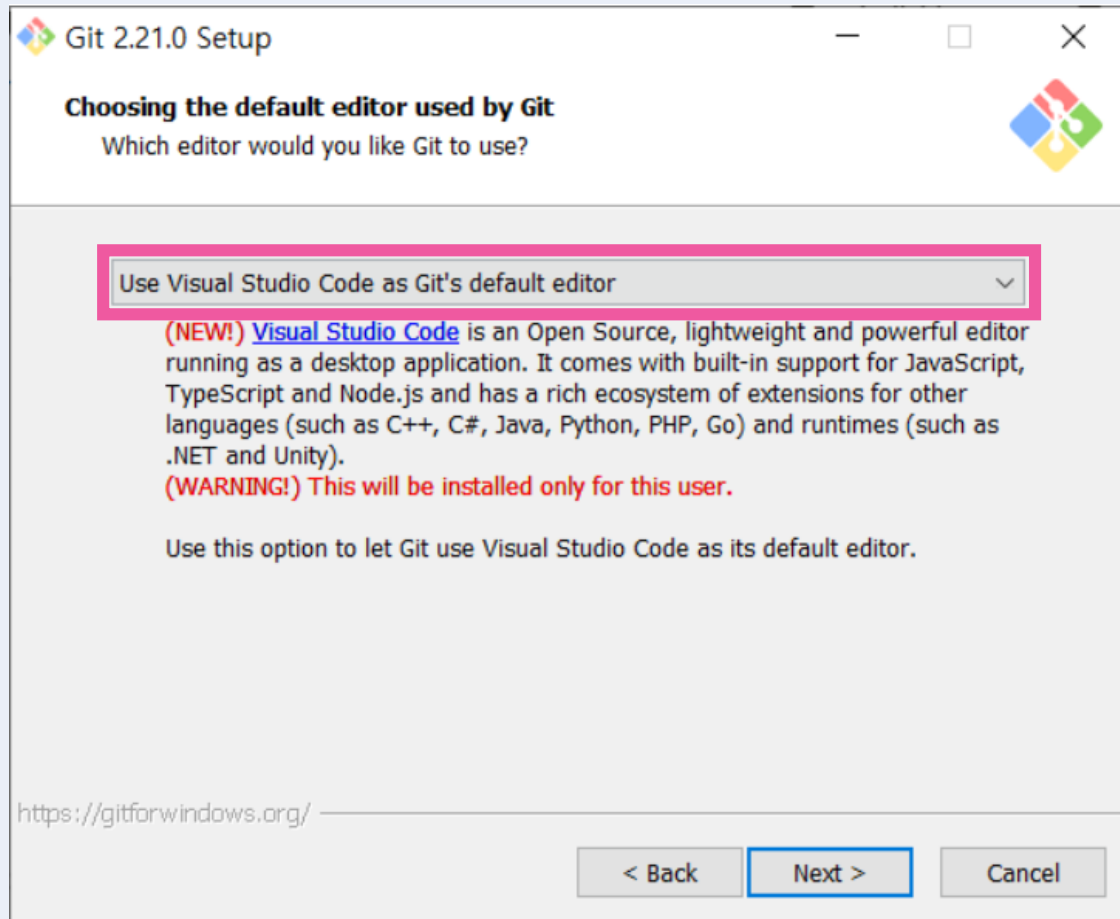 Git 2.21.0 Setup
Choosing the default editor used by Git
Which editor would you like Git to use?
Use Visual Studio Code as Git's default editor
(NEW!) Visual Studio Code is an Open Source, lightweight and powerful editor
running as a desktop application. It comes with built-in support for JavaScript,
TypeScript and Node.js and has a rich ecosystem of extensions for other
languages (such as C++, C#, Java, Python, PHP, Go) and runtimes (such as
.NET and Unity).
(WARNING!) This will be installed only for this user.
Use this option to let Git use Visual Studio Code as its default editor.
https://gitforwindows.org/
< Back
Next >
Cancel